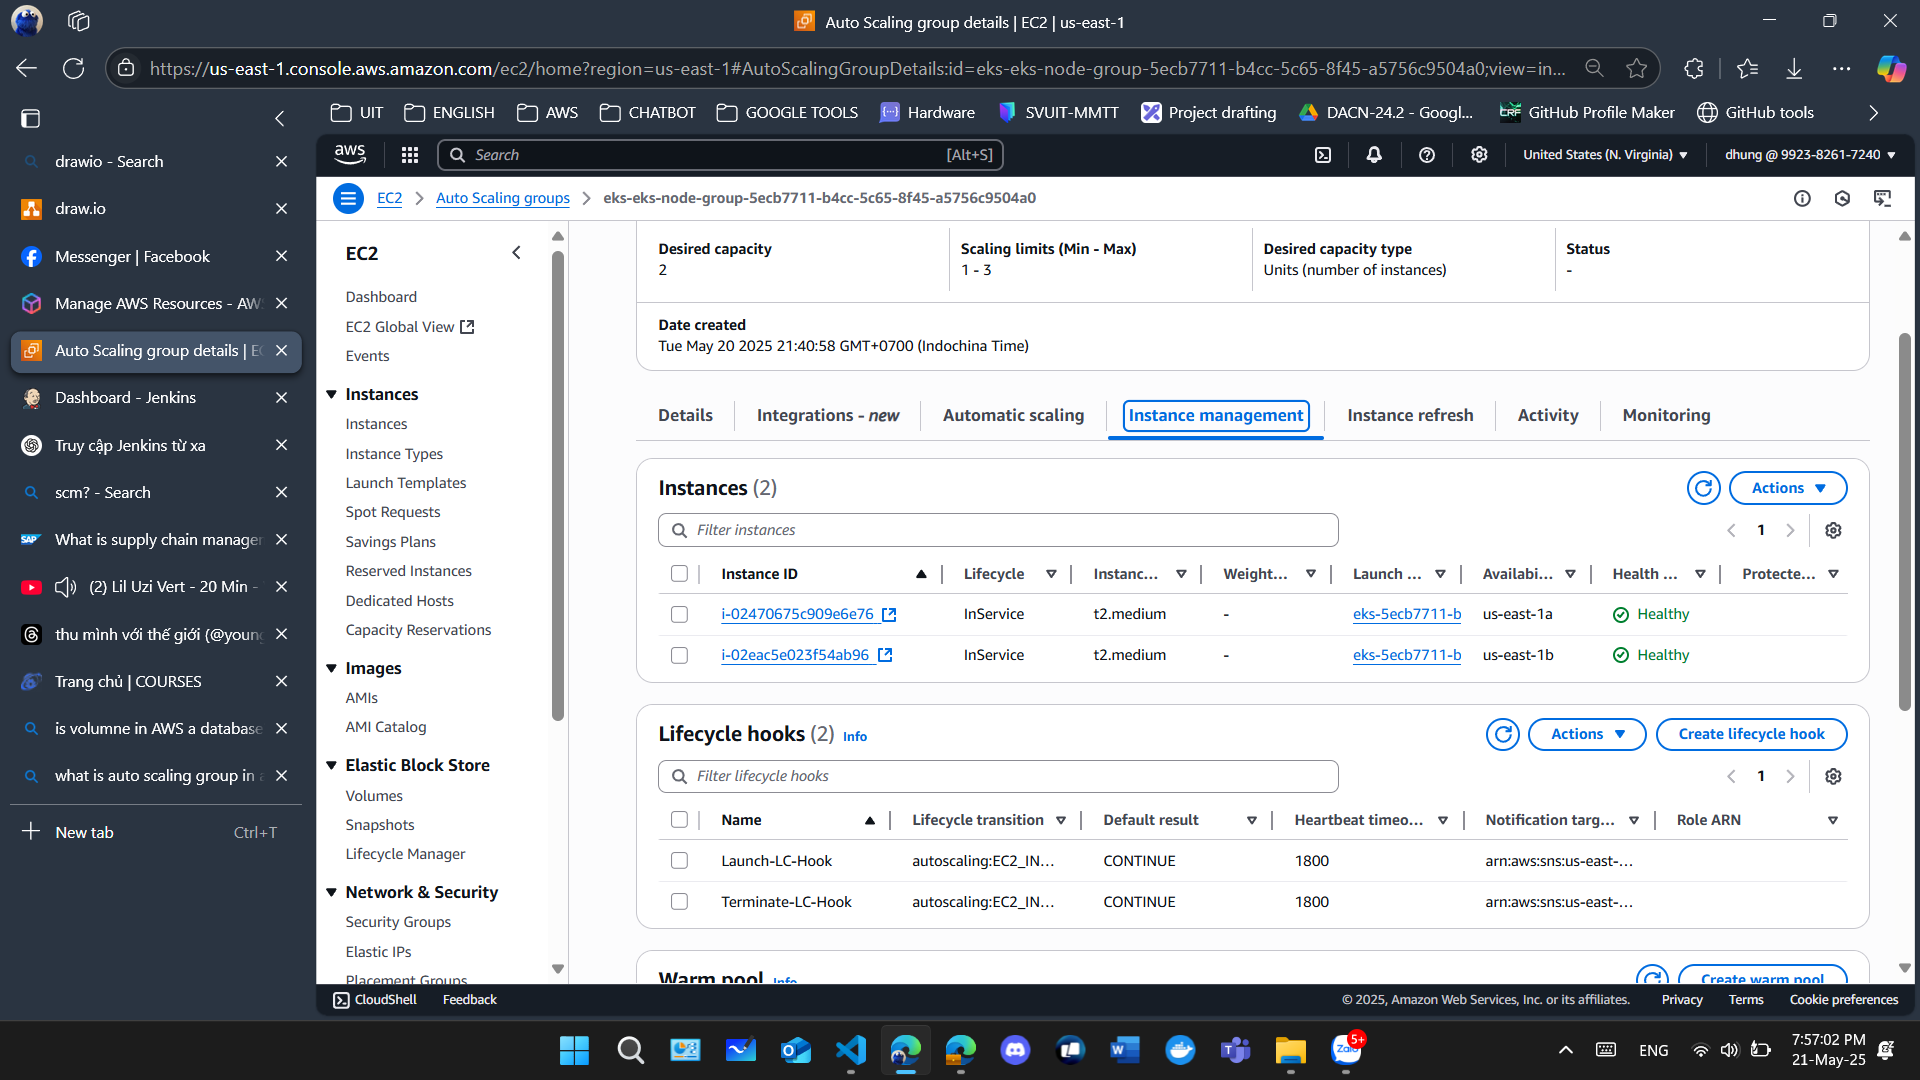 Auto Scaling group details | EC2 | us-east-1
https://us-east-1.console.aws.amazon.com/ec2/home?region=us-east-1#AutoScalingGroupDetails:id=eks-eks-node-group-5ecb7711-b4cc-5c65-8f45-a5756c9504a0;view=in...
UIT
ENGLISH
AWS
CHATBOT
GOOGLE TOOLS
Hardware
SVUIT-MMTT
Project drafting
DACN-24.2 - Googl...
GitHub Profile Maker
GitHub tools
drawio - Search
draw.io
Messenger | Facebook
Manage AWS Resources - AW
Auto Scaling group details | EC
Dashboard - Jenkins
Truy cập Jenkins từ xa
scm? - Search
What is supply chain manager
(2) Lil Uzi Vert - 20 Min -
thu mình với thế giới (@young
Trang chủ | COURSES
is volumne in AWS a database
what is auto scaling group in a
New tab
Ctrl+T
aws
Search
[Alt+S]
United States (N. Virginia)
dhung @ 9923-8261-7240
EC2
Auto Scaling groups
eks-eks-node-group-5ecb7711-b4cc-5c65-8f45-a5756c9504a0
EC2
Dashboard
EC2 Global View
Events
Instances
Instances
Instance Types
Launch Templates
Spot Requests
Savings Plans
Reserved Instances
Dedicated Hosts
Capacity Reservations
Images
AMIs
AMI Catalog
Elastic Block Store
Volumes
Snapshots
Lifecycle Manager
Network & Security
Security Groups
Elastic IPs
Placement Groups
Desired capacity
2
Scaling limits (Min - Max)
1 - 3
Desired capacity type
Units (number of instances)
Status
-
Date created
Tue May 20 2025 21:40:58 GMT+0700 (Indochina Time)
Details
Integrations - new
Automatic scaling
Instance management
Instance refresh
Activity
Monitoring
Instances (2)
Actions
Filter instances
1
Instance ID Lifecycle Instanc... Weight... Launch ... Availabi... Health ... Protecte...
i-02470675c909e6e76 InService t2.medium - eks-5ecb7711-b us-east-1a Healthy
i-02eac5e023f54ab96 InService t2.medium - eks-5ecb7711-b us-east-1b Healthy
Lifecycle hooks (2) Info
Actions
Create lifecycle hook
Filter lifecycle hooks
1
Name Lifecycle transition Default result Heartbeat timeo... Notification targ... Role ARN
Launch-LC-Hook autoscaling:EC2_IN... CONTINUE 1800 arn:aws:sns:us-east-...
Terminate-LC-Hook autoscaling:EC2_IN... CONTINUE 1800 arn:aws:sns:us-east-...
Warm pool Info
Create warm pool
CloudShell
Feedback
© 2025, Amazon Web Services, Inc. or its affiliates.
Privacy
Terms
Cookie preferences
Zalo
5+
ENG
7:57:02 PM
21-May-25